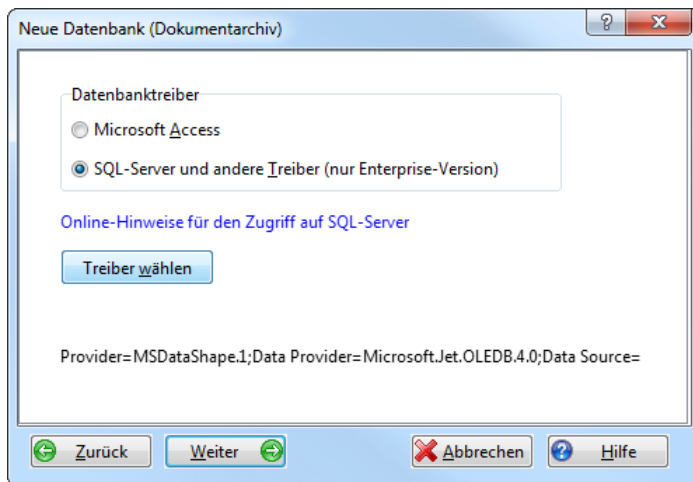 Neue Datenbank (Dokumentarchiv)
Datenbanktreiber
Microsoft Access
SQL-Server und andere Treiber (nur Enterprise-Version)
Online-Hinweise für den Zugriff auf SQL-Server
Treiber wählen
Provider=MSDataShape.1;Data Provider=Microsoft.Jet.OLEDB.4.0;Data Source=
Zurück Weiter Abbrechen Hilfe